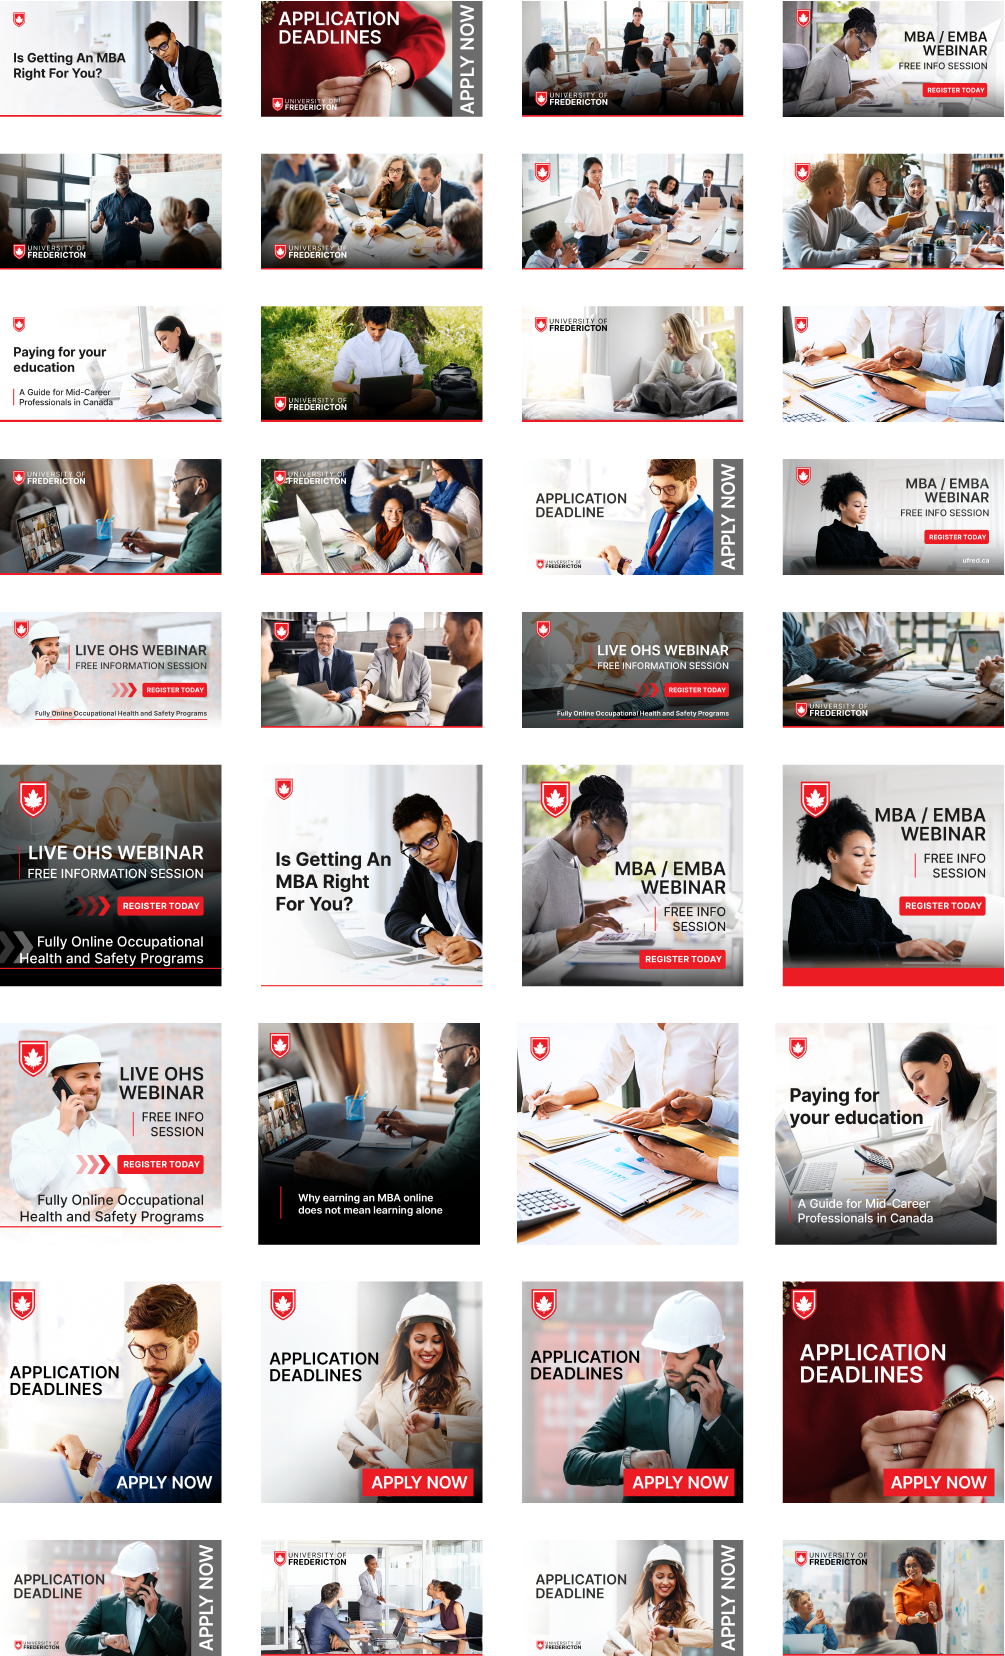 Is Getting An MBA
Right For You?
APPLICATION
DEADLINES
APPLY NOW
UNIVERSITY OF
FREDERICTON
UNIVERSITY OF
FREDERICTON
MBA / EMBA
WEBINAR
FREE INFO SESSION
REGISTER TODAY
UNIVERSITY OF
FREDERICTON
UNIVERSITY OF
FREDERICTON
Paying for your
education
A Guide for Mid-Career
Professionals in Canada
UNIVERSITY OF
FREDERICTON
UNIVERSITY OF
FREDERICTON
UNIVERSITY OF
FREDERICTON
UNIVERSITY OF
FREDERICTON
APPLICATION
DEADLINE
APPLY NOW
UNIVERSITY OF
FREDERICTON
MBA / EMBA
WEBINAR
FREE INFO SESSION
REGISTER TODAY
ufred.ca
LIVE OHS WEBINAR
FREE INFORMATION SESSION
REGISTER TODAY
Fully Online Occupational Health and Safety Programs
LIVE OHS WEBINAR
FREE INFORMATION SESSION
REGISTER TODAY
Fully Online Occupational Health and Safety Programs
UNIVERSITY OF
FREDERICTON
LIVE OHS WEBINAR
FREE INFORMATION SESSION
REGISTER TODAY
Fully Online Occupational
Health and Safety Programs
Is Getting An
MBA Right
For You?
MBA / EMBA
WEBINAR
FREE INFO
SESSION
REGISTER TODAY
MBA / EMBA
WEBINAR
FREE INFO
SESSION
REGISTER TODAY
LIVE OHS
WEBINAR
FREE INFO
SESSION
REGISTER TODAY
Fully Online Occupational
Health and Safety Programs
Why earning an MBA online
does not mean learning alone
Paying for
your education
A Guide for Mid-Career
Professionals in Canada
APPLICATION
DEADLINES
APPLY NOW
APPLICATION
DEADLINES
APPLY NOW
APPLICATION
DEADLINES
APPLY NOW
APPLICATION
DEADLINES
APPLY NOW
APPLICATION
DEADLINE
APPLY NOW
UNIVERSITY OF
FREDERICTON
UNIVERSITY OF
FREDERICTON
APPLICATION
DEADLINE
APPLY NOW
UNIVERSITY OF
FREDERICTON
UNIVERSITY OF
FREDERICTON